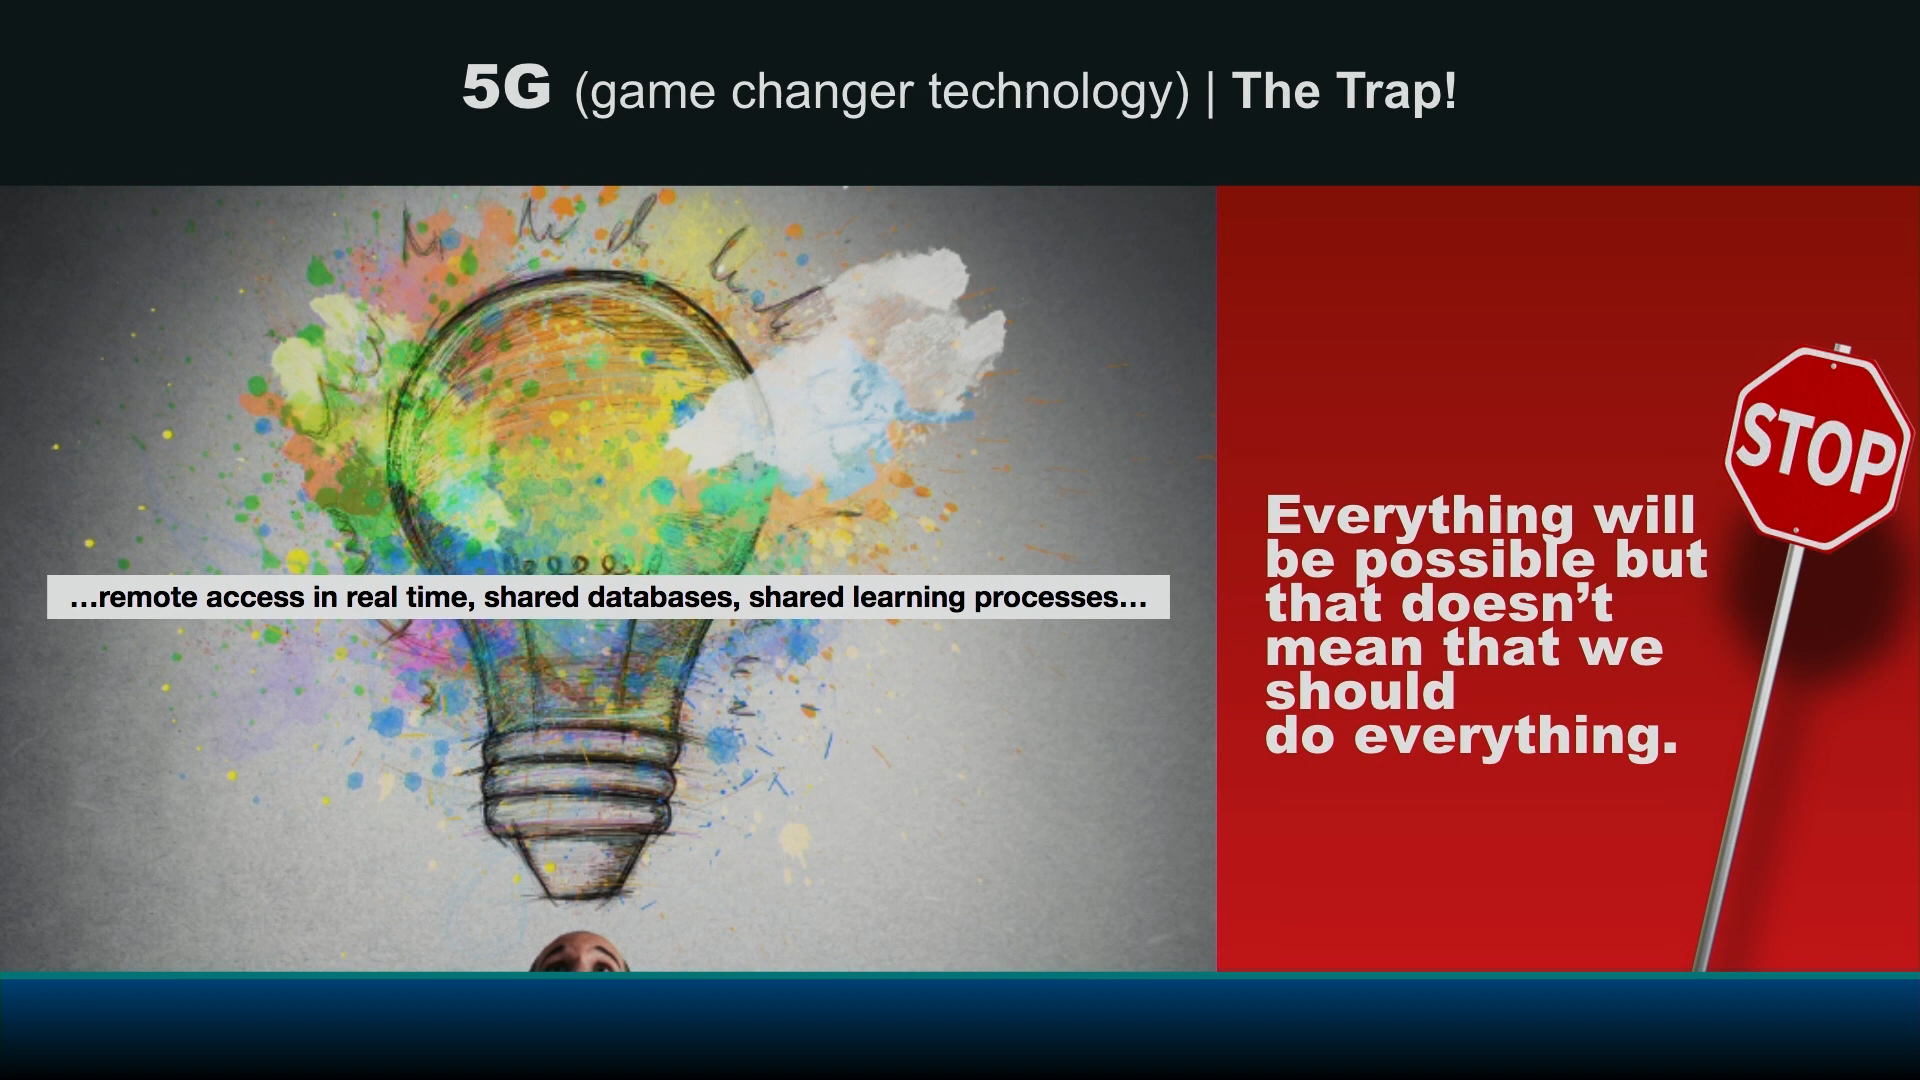 5G (game changer technology) | The Trap!
…remote access in real time, shared databases, shared learning processes…
Everything will
be possible but
that doesn’t
mean that we
should
do everything.
STOP